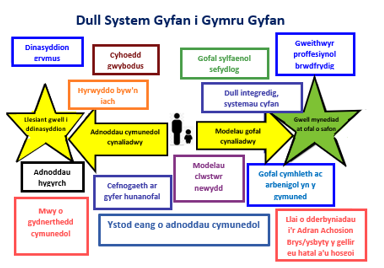 Dull System Gyfan i Gymru Gyfan
Dinasyddion
grymus
Cyhoedd
gwybodus
Gofal sylfaenol
sefydlog
Gweithwyr
proffesiynol
brwdfrydig
Hyrwyddo byw'n
iach
Dull integredig,
systemau cyfan
Llesiant gwell i
ddinasyddion
Adnoddau cymunedol
cynaliadwy
Modelau gofal
cynaliadwy
Gwell mynediad
at ofal o safon
Adnoddau
hygyrch
Cefnogaeth ar
gyfer hunanofal
Modelau
clwstwr
newydd
Gofal cymhleth ac
arbenigol yn y
gymuned
Mwy o
gydnerthedd
cymunedol
Ystod eang o adnoddau cymunedol
Llai o dderbyniadau
i'r Adran Achosion
Brys/ysbyty y gellir
eu hatal a'u hosgoi